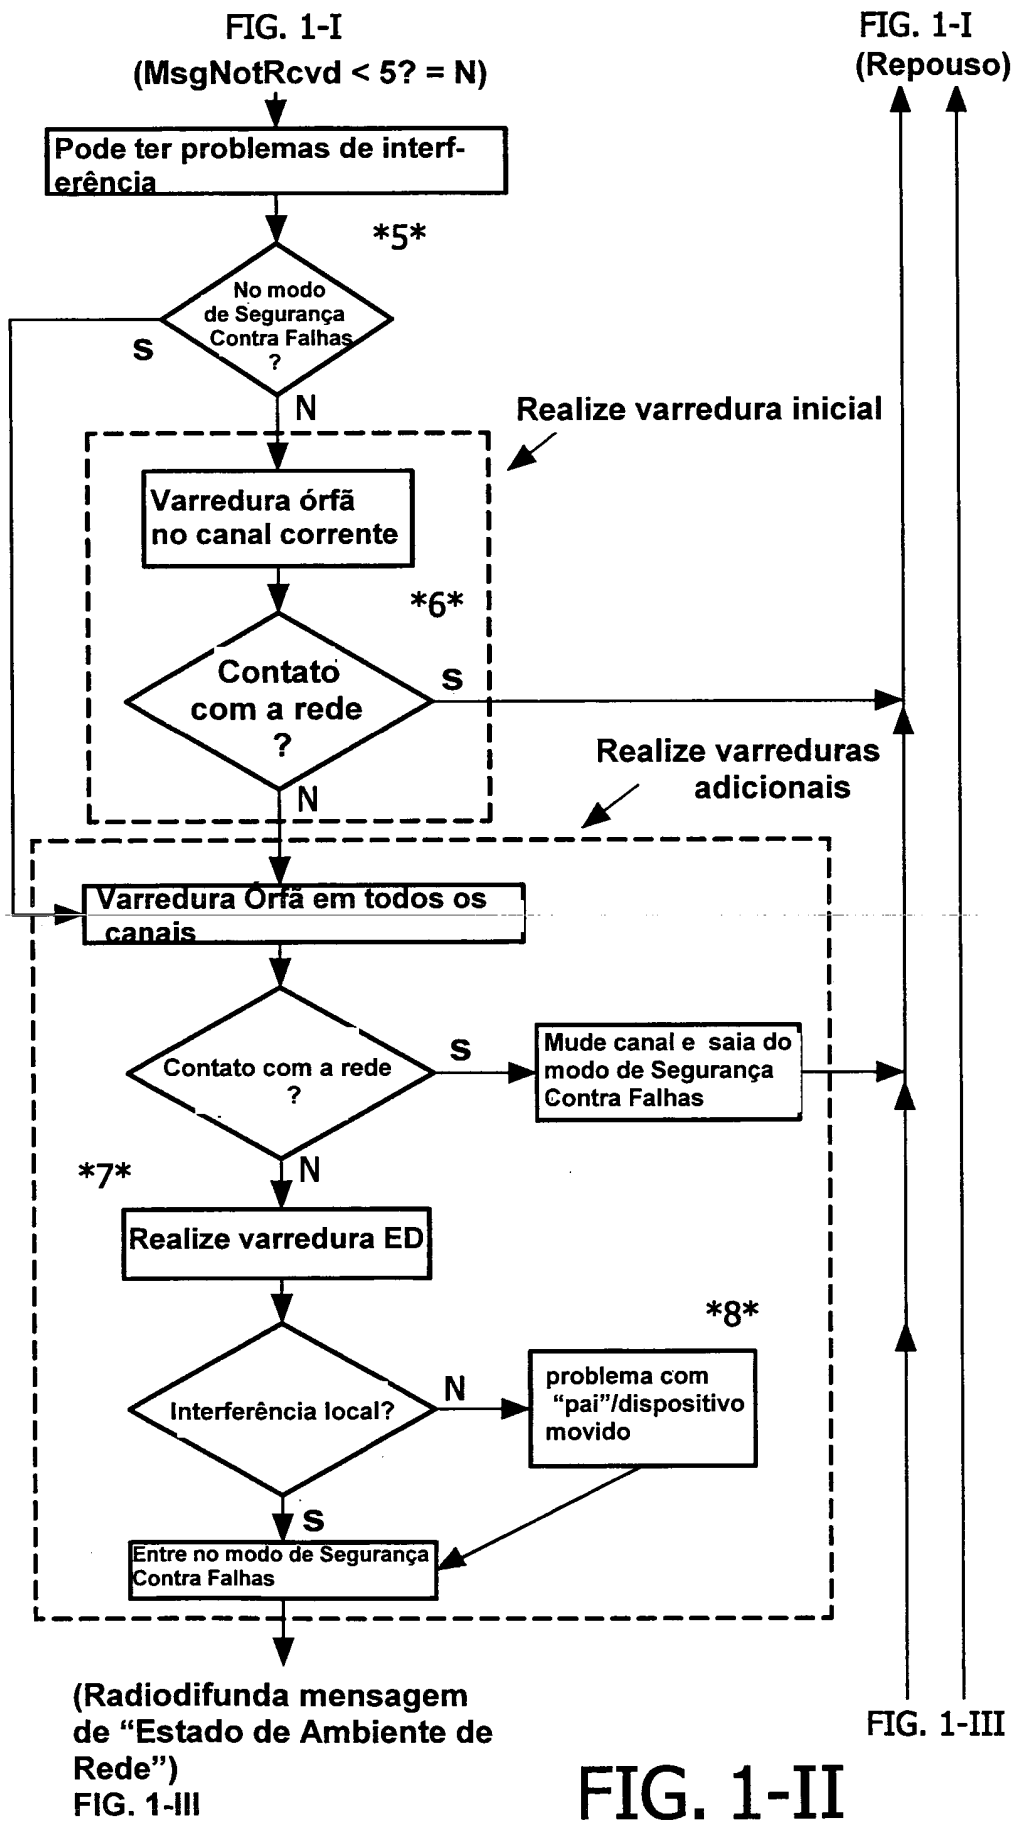 FIG. 1-I
(MsgNotRcvd < 5? = N)
FIG. 1-I
(Repouso)
Pode ter problemas de interf-
erência
*5*
No modo
de Segurança
Contra Falhas
?
S
N
Realize varredura inicial
Varredura órfã
no canal corrente
*6*
Contato
com a rede
?
S
N
Realize varreduras
adicionais
Varredura Órfã em todos os
canais
Contato com a rede
?
S
Mude canal e saia do
modo de Segurança
Contra Falhas
N
*7*
Realize varredura ED
*8*
Interferência local?
N
problema com
“pai”/dispositivo
movido
S
Entre no modo de Segurança
Contra Falhas
(Radiodifunda mensagem
de “Estado de Ambiente de
Rede”)
FIG. 1-III
FIG. 1-III
FIG. 1-II